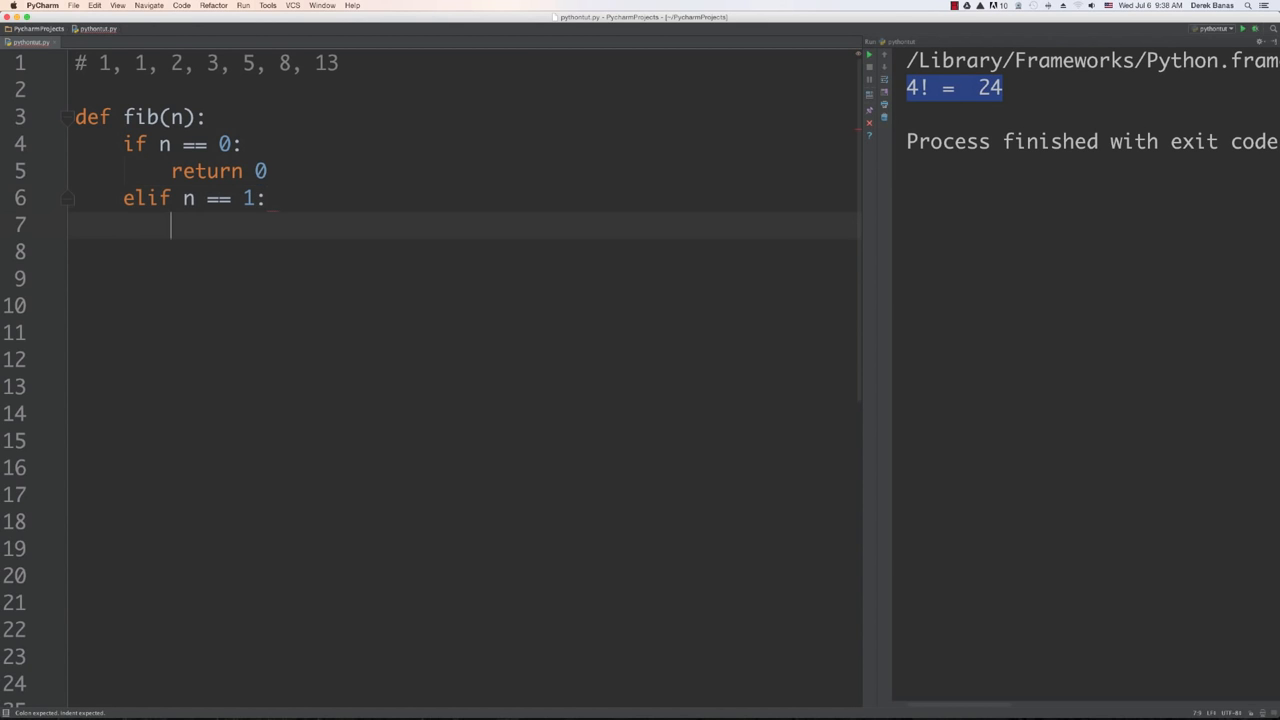 PyCharm File Edit View Navigate Code Refactor Run Tools VCS Window Help
10 Wed Jul 6 9:38 AM Derek Banas
pythontut.py - PycharmProjects - [~/PycharmProjects]
PycharmProjects pythontut.py
pythontut
pythontut.py
Run pythontut
1 # 1, 1, 2, 3, 5, 8, 13
2
3 def fib(n):
4 if n == 0:
5 return 0
6 elif n == 1:
7
8
9
10
11
12
13
14
15
16
17
18
19
20
21
22
23
24
/Library/Frameworks/Python.fram
4! = 24
Process finished with exit code
Colon expected. Indent expected.
7:9 LF‡ UTF-8‡